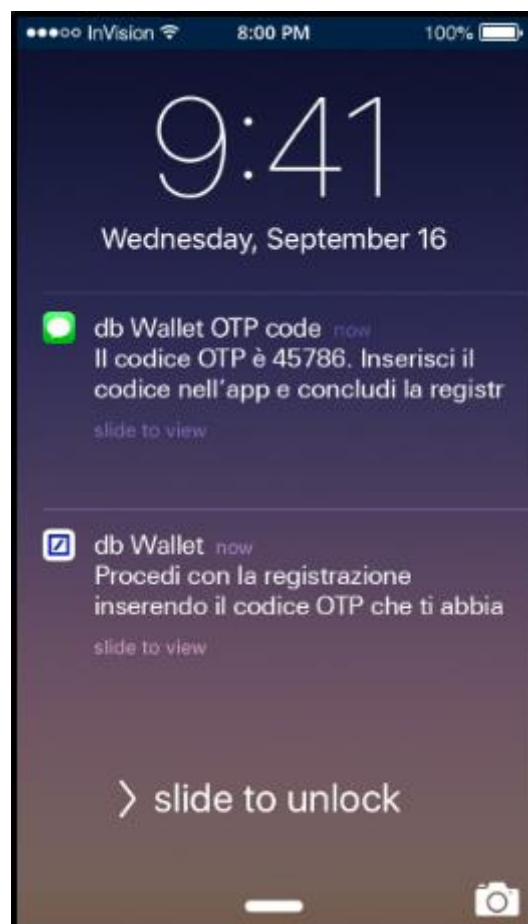 InVision 8:00 PM 100%
9:41
Wednesday, September 16
db Wallet OTP code now
Il codice OTP è 45786. Inserisci il
codice nell'app e concludi la registr
slide to view
db Wallet now
Procedi con la registrazione
inserendo il codice OTP che ti abbia
slide to view
slide to unlock